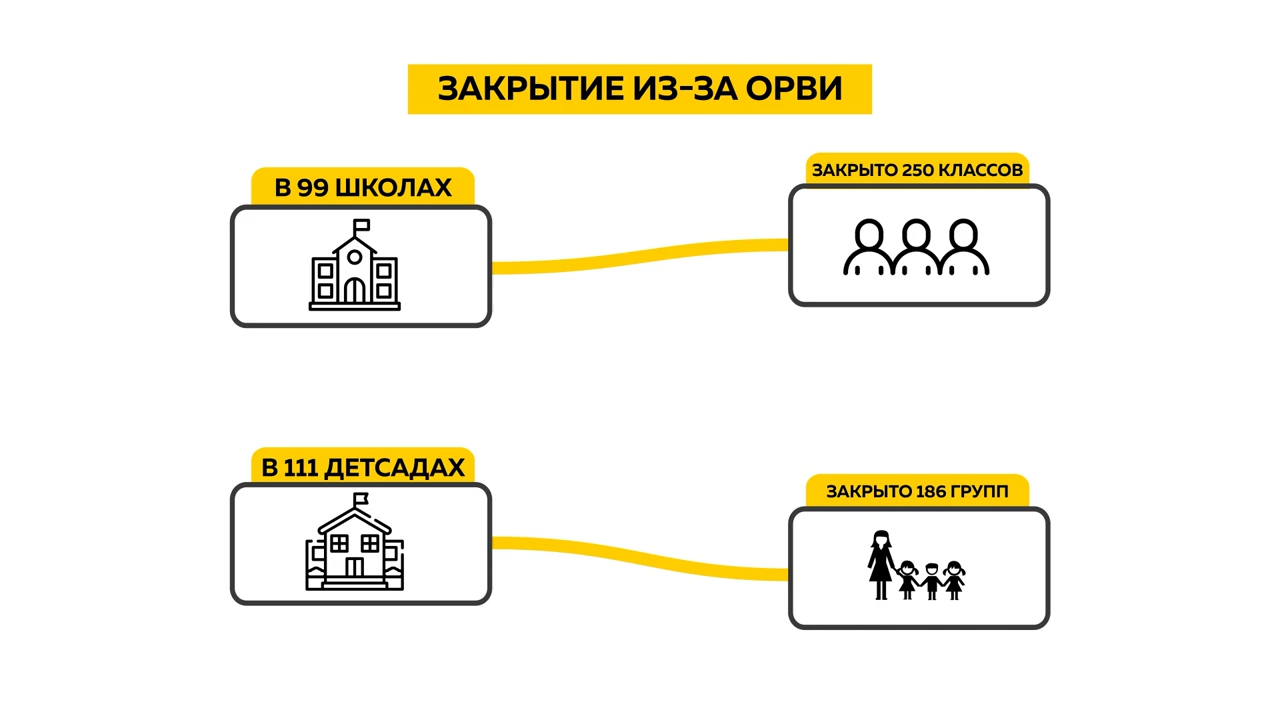 ЗАКРЫТИЕ ИЗ-ЗА ОРВИ
В 99 ШКОЛАХ
ЗАКРЫТО 250 КЛАССОВ
В 111 ДЕТСАДАХ
ЗАКРЫТО 186 ГРУПП